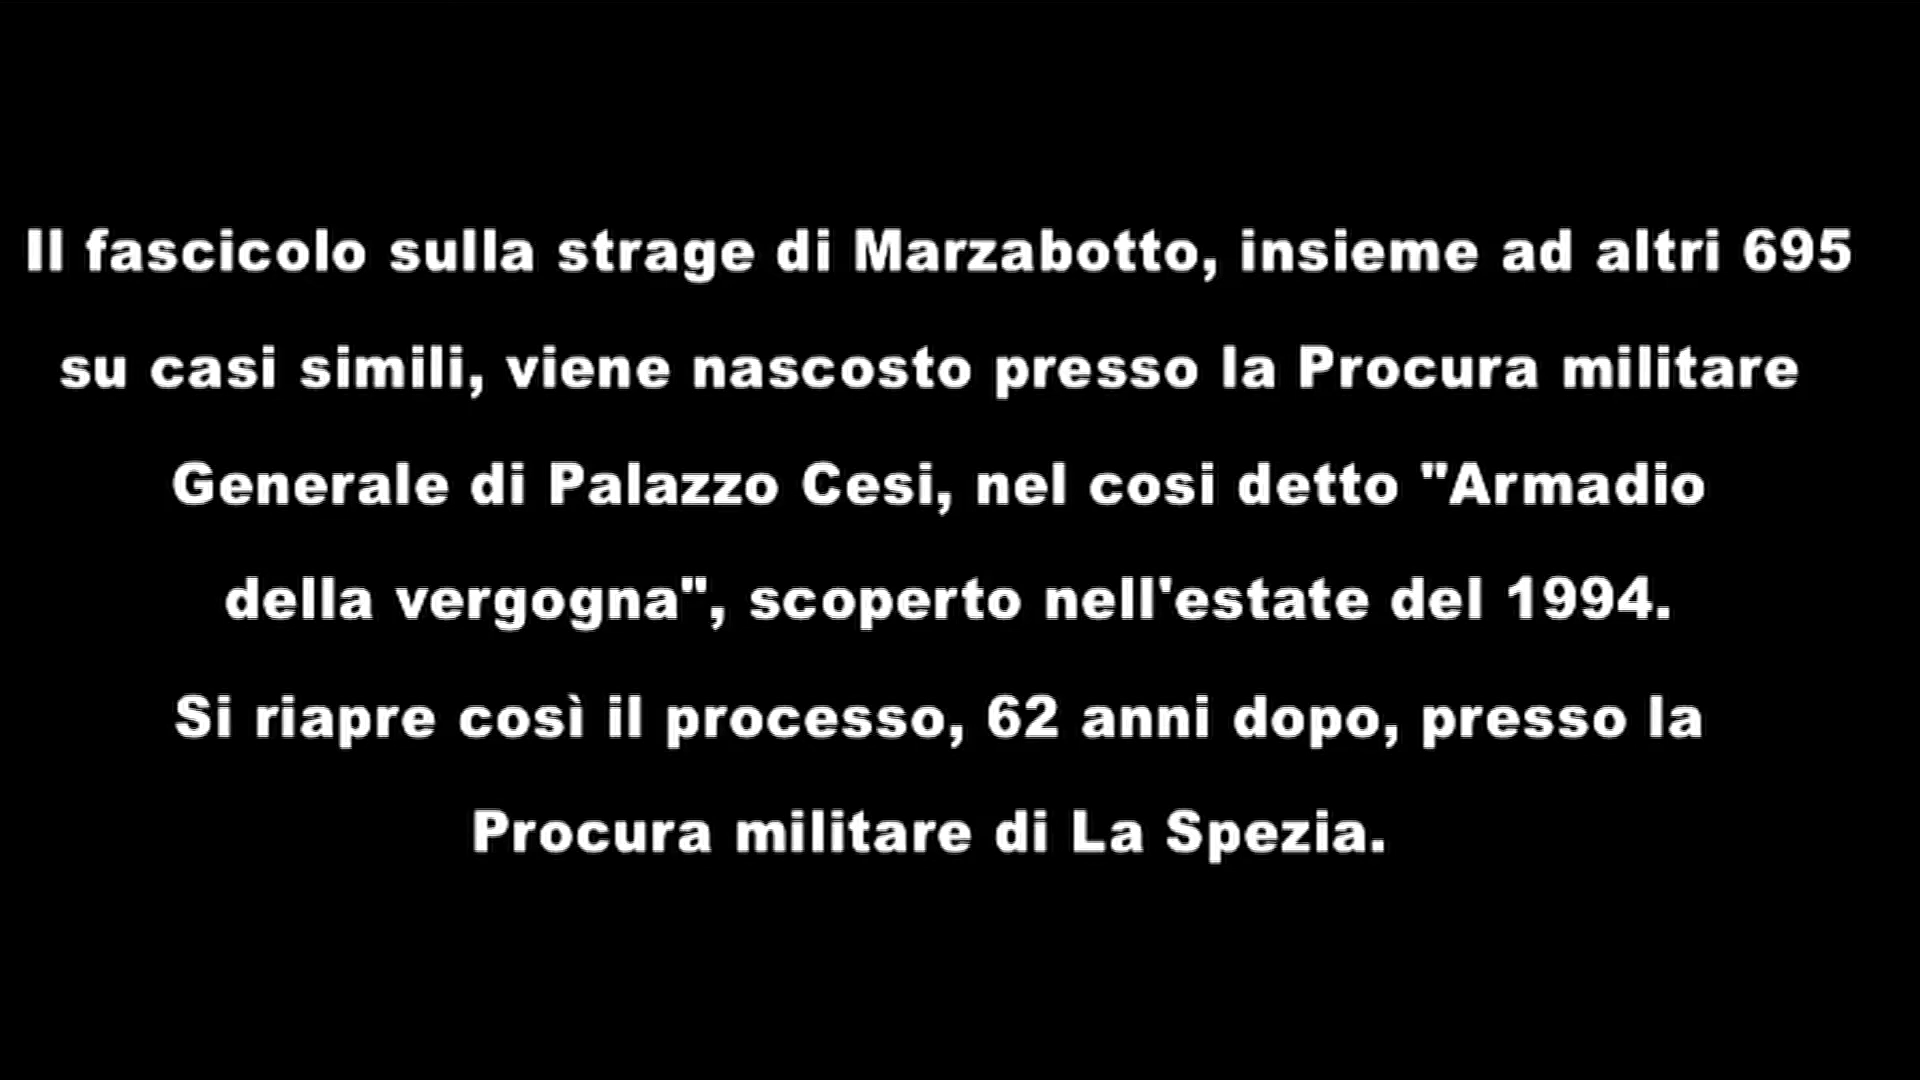 Il fascicolo sulla strage di Marzabotto, insieme ad altri 695
su casi simili, viene nascosto presso la Procura militare
Generale di Palazzo Cesi, nel cosi detto "Armadio
della vergogna", scoperto nell'estate del 1994.
Si riapre così il processo, 62 anni dopo, presso la
Procura militare di La Spezia.